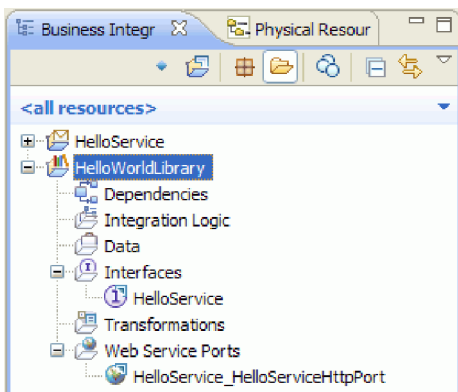 Business Integr Physical Resour
<all resources>
HelloService
HelloWorldLibrary
Dependencies
Integration Logic
Data
Interfaces
HelloService
Transformations
Web Service Ports
HelloService_HelloServiceHttpPort